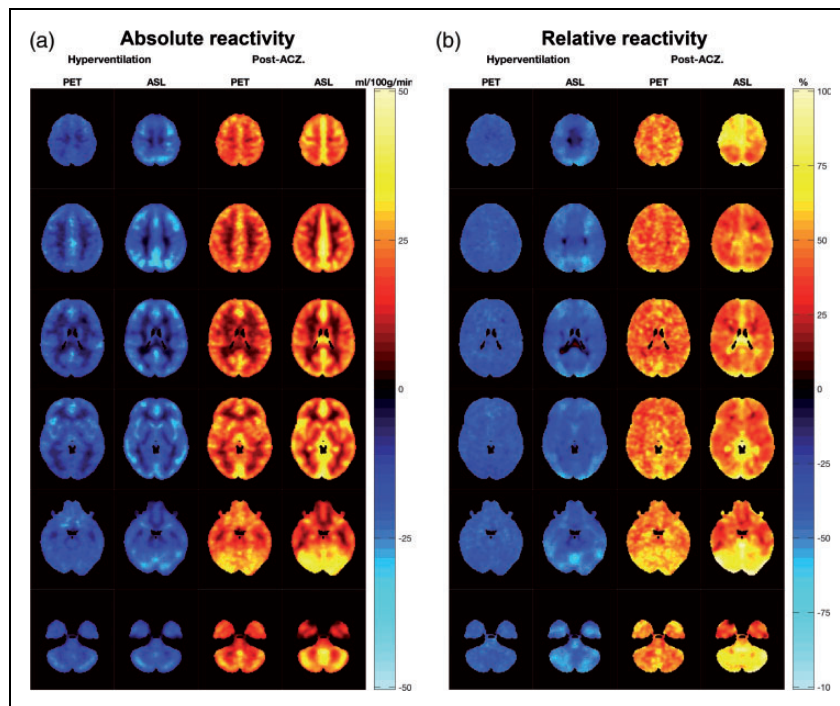 (a) Absolute reactivity
Hyperventilation Post-ACZ.
PET ASL PET ASL ml/100g/min
50
25
0
-25
-50
(b) Relative reactivity
Hyperventilation Post-ACZ.
PET ASL PET ASL %
100
75
50
25
0
-25
-50
-75
-10